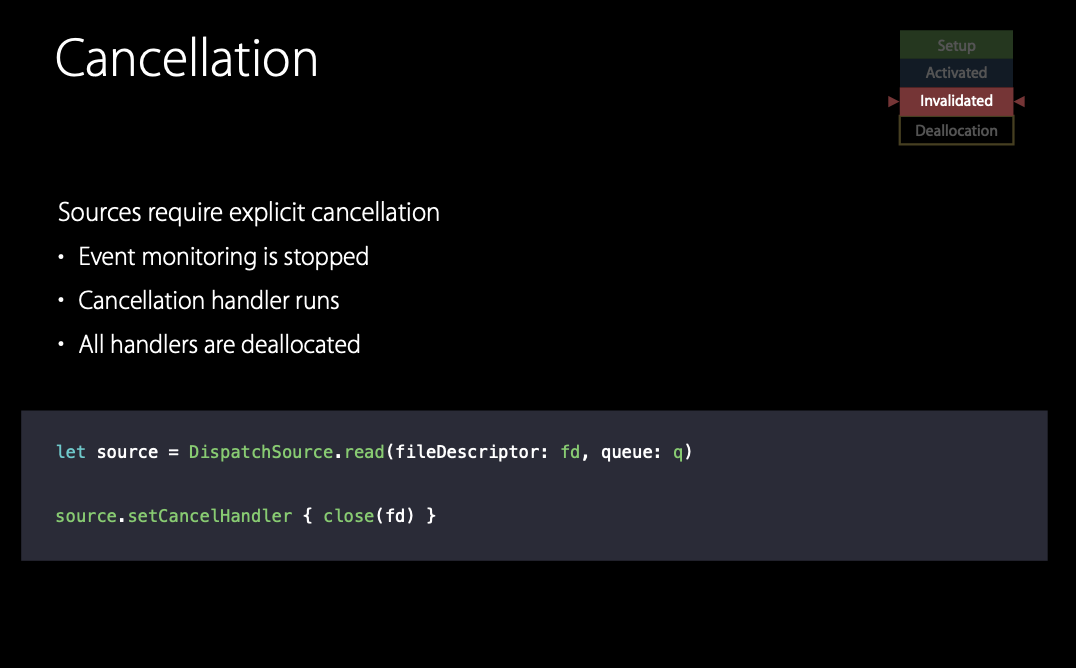 Cancellation
Setup
Activated
Invalidated
Deallocation
Sources require explicit cancellation
• Event monitoring is stopped
• Cancellation handler runs
• All handlers are deallocated
let source = DispatchSource.read(fileDescriptor: fd, queue: q)
source.setCancelHandler { close(fd) }